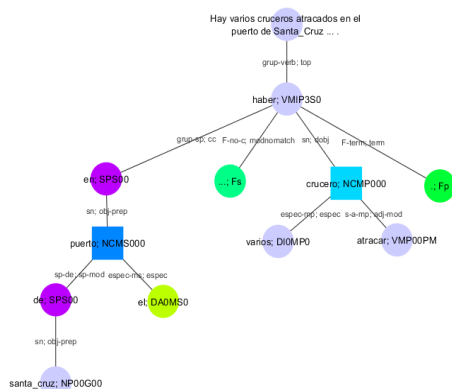 Hay varios cruceros atracados en el
puerto de Santa_Cruz ... .
grup-verb; top
haber; VMIP3S0
grup-sp; cc
F-no-c; modnomatch
sn; dobj
F-term; term
en; SPS00
...; Fs
crucero; NCMP000
.; Fp
sn; obj-prep
espec-mp; espec
s-a-mp; adj-mod
puerto; NCMS000
varios; DI0MP0
atracar; VMP00PM
sp-de; sp-mod
espec-ms; espec
de; SPS00
el; DA0MS0
sn; obj-prep
santa_cruz; NP00G00